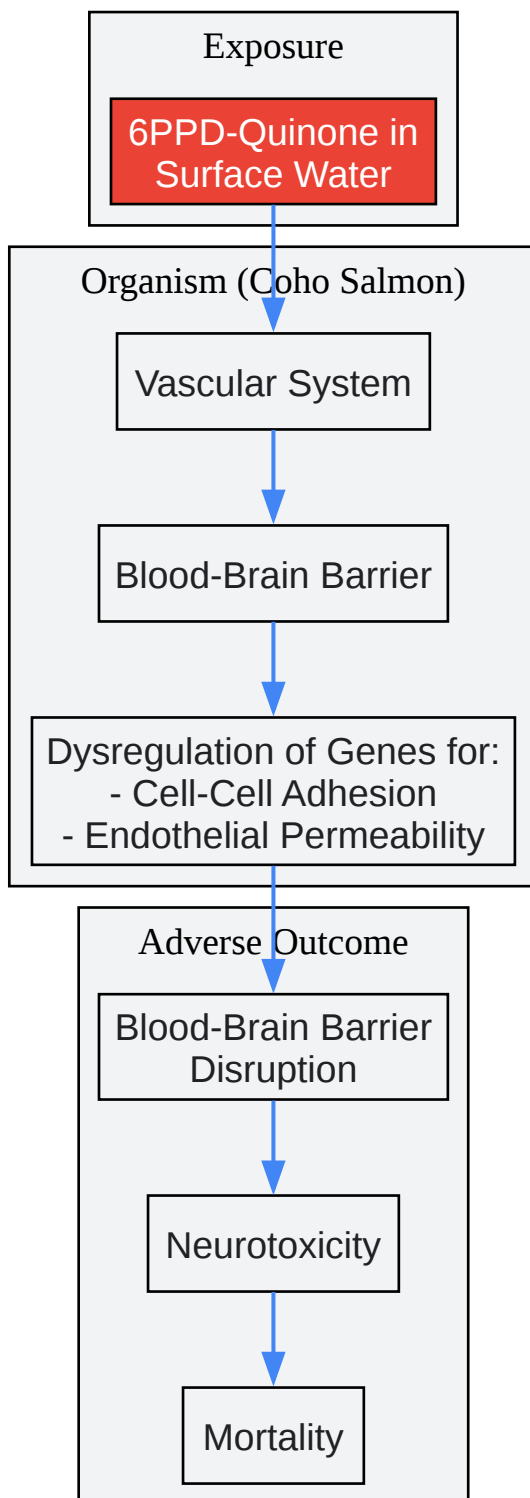 Exposure
6PPD-Quinone in
Surface Water
Organism (Coho Salmon)
Vascular System
Blood-Brain Barrier
Dysregulation of Genes for:
- Cell-Cell Adhesion
- Endothelial Permeability
Adverse Outcome
Blood-Brain Barrier
Disruption
Neurotoxicity
Mortality